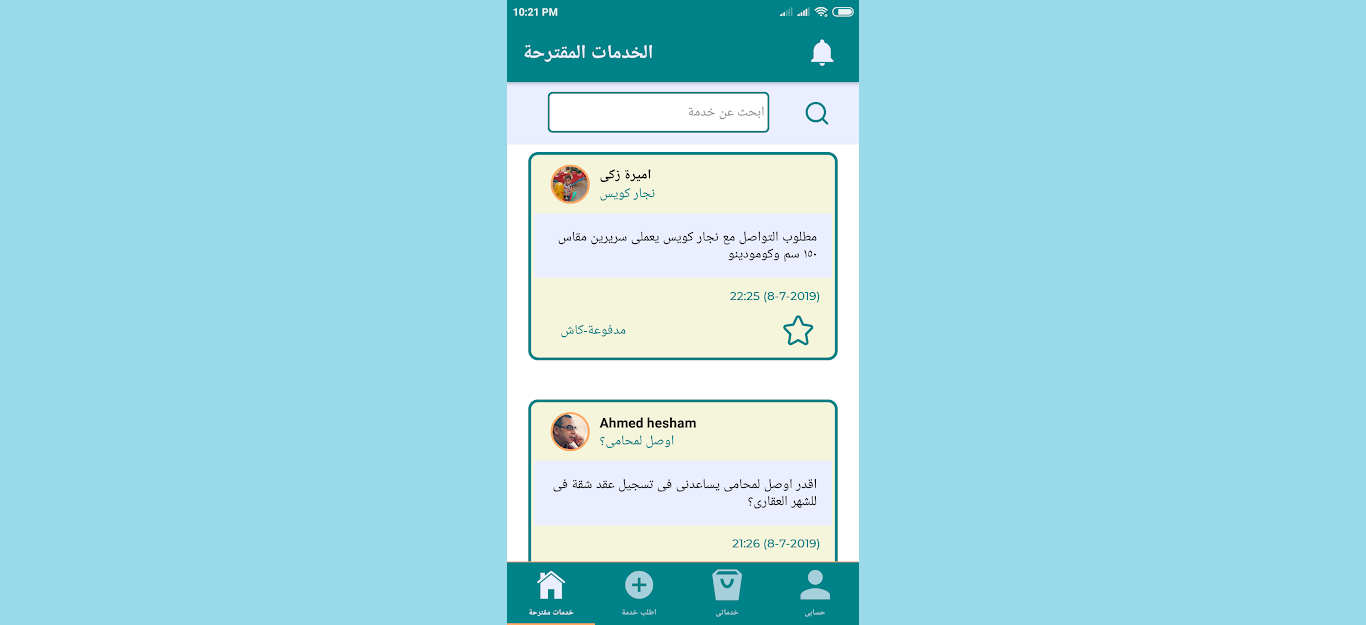 10:21 PM
الخدمات المقترحة
ابحث عن خدمة
اميرة زكى
نجار كويس
مطلوب التواصل مع نجار كويس يعملى سريرين مقاس
١٥٠ سم وكومودينو
22:25 (8-7-2019)
مدفوعة-كاش
Ahmed hesham
اوصل لمحامى؟
اقدر اوصل لمحامى يساعدنى فى تسجيل عقد شقة فى
للشهر العقارى؟
21:26 (8-7-2019)
خدمات مقترحة
اطلب خدمة
خدماتى
حسابى